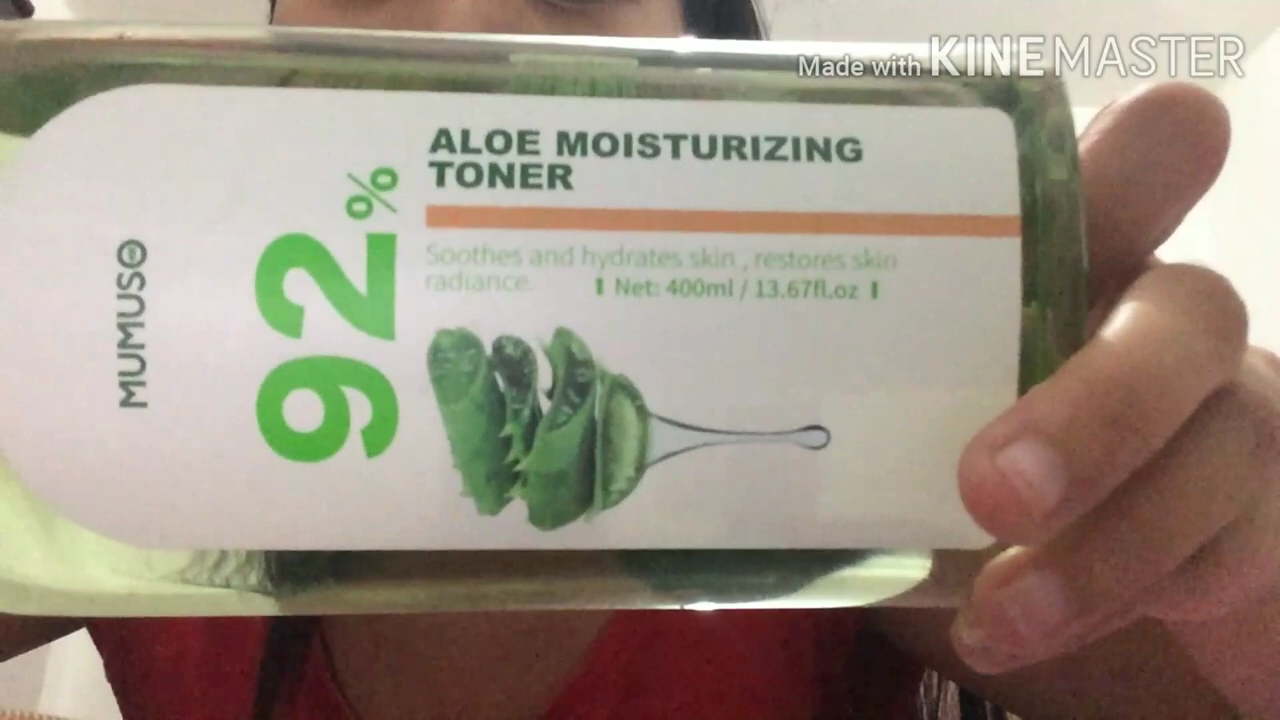 Made with KINEMASTER
MUMUSO
92%
ALOE MOISTURIZING
TONER
Soothes and hydrates skin , restores skin
radiance.
Net: 400ml / 13.67fl.oz